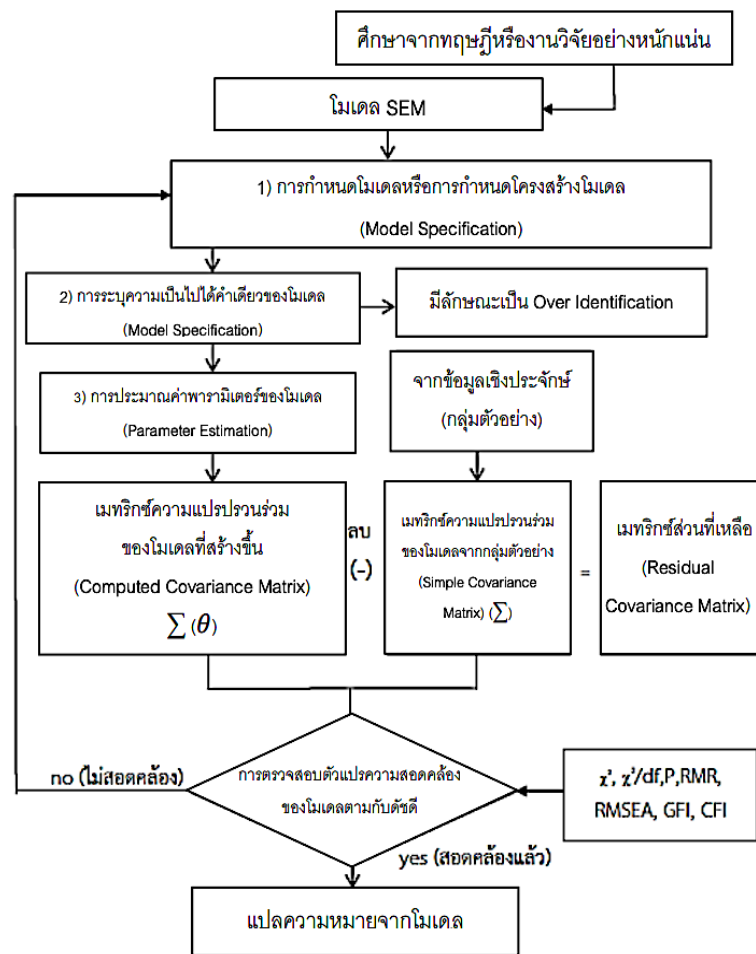 ศึกษาจากทฤษฎีหรืองานวิจัยอย่างหนักแน่น
โมเดล SEM
1) การกำหนดโมเดลหรือการกำหนดโครงสร้างโมเดล
(Model Specification)
2) การระบุความเป็นไปได้คำเดียวของโมเดล
(Model Specification)
มีลักษณะเป็น Over Identification
3) การประมาณค่าพารามิเตอร์ของโมเดล
(Parameter Estimation)
จากข้อมูลเชิงประจักษ์
(กลุ่มตัวอย่าง)
เมทริกซ์ความแปรปรวนร่วม
ของโมเดลที่สร้างขึ้น
(Computed Covariance Matrix)
∑ (θ)
ลบ
(-)
เมทริกซ์ความแปรปรวนร่วม
ของโมเดลจากกลุ่มตัวอย่าง
(Simple Covariance
Matrix) (∑)
=
เมทริกซ์ส่วนที่เหลือ
(Residual
Covariance Matrix)
no (ไม่สอดคล้อง)
การตรวจสอบตัวแปรความสอดคล้อง
ของโมเดลตามกับดัชดี
χ², χ²/df,P,RMR,
RMSEA, GFI, CFI
yes (สอดคล้องแล้ว)
แปลความหมายจากโมเดล